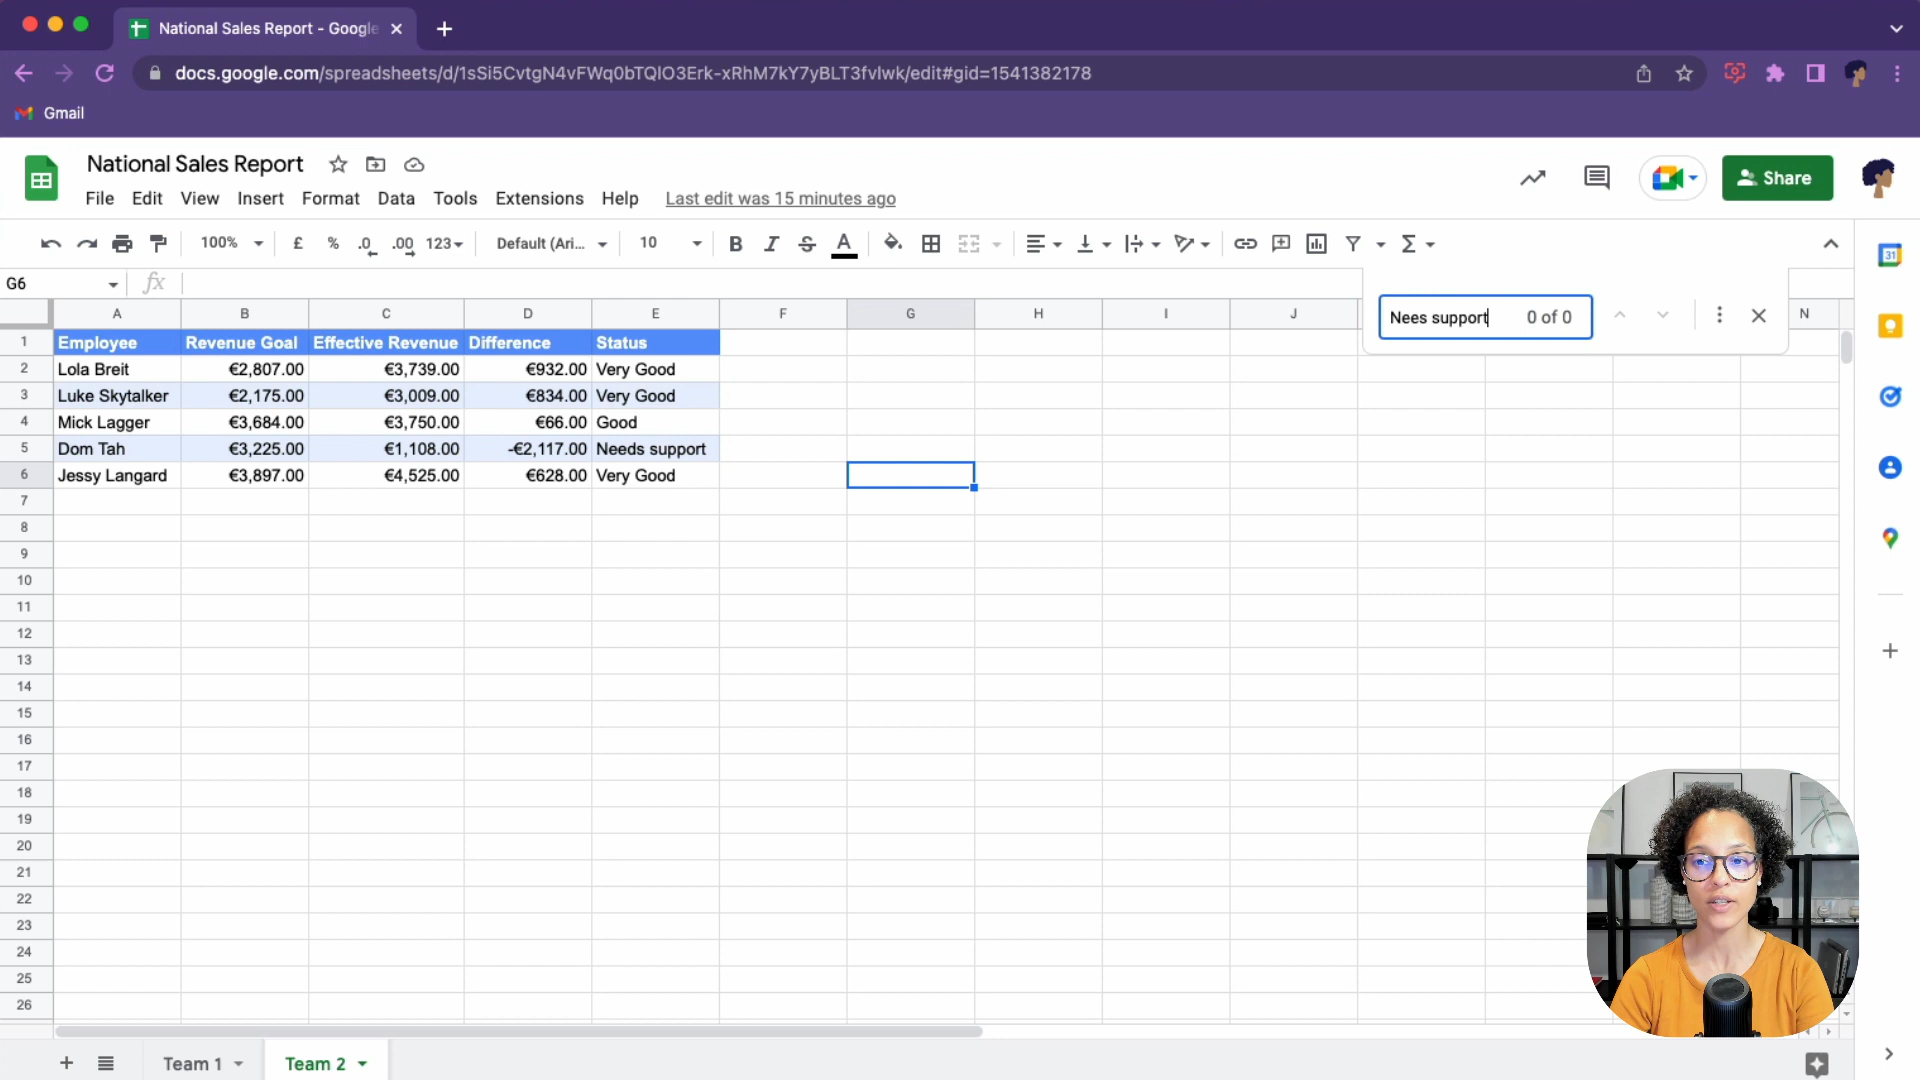 National Sales Report - Google
docs.google.com/spreadsheets/d/1sSi5CvtgN4vFWq0bTQIO3Erk-xRhM7kY7yBLT3fvIwk/edit#gid=1541382178
Gmail
National Sales Report
File Edit View Insert Format Data Tools Extensions Help Last edit was 15 minutes ago
Share
100% £ % .0 .00 123 Default (Ari... 10 B I S A
31
G6 fx
Nees support 0 of 0
A B C D E F G H I J N
1 Employee Revenue Goal Effective Revenue Difference Status
2 Lola Breit €2,807.00 €3,739.00 €932.00 Very Good
3 Luke Skytalker €2,175.00 €3,009.00 €834.00 Very Good
4 Mick Lagger €3,684.00 €3,750.00 €66.00 Good
5 Dom Tah €3,225.00 €1,108.00 -€2,117.00 Needs support
6 Jessy Langard €3,897.00 €4,525.00 €628.00 Very Good
7
8
9
10
11
12
13
14
15
16
17
18
19
20
21
22
23
24
25
26
Team 1 Team 2